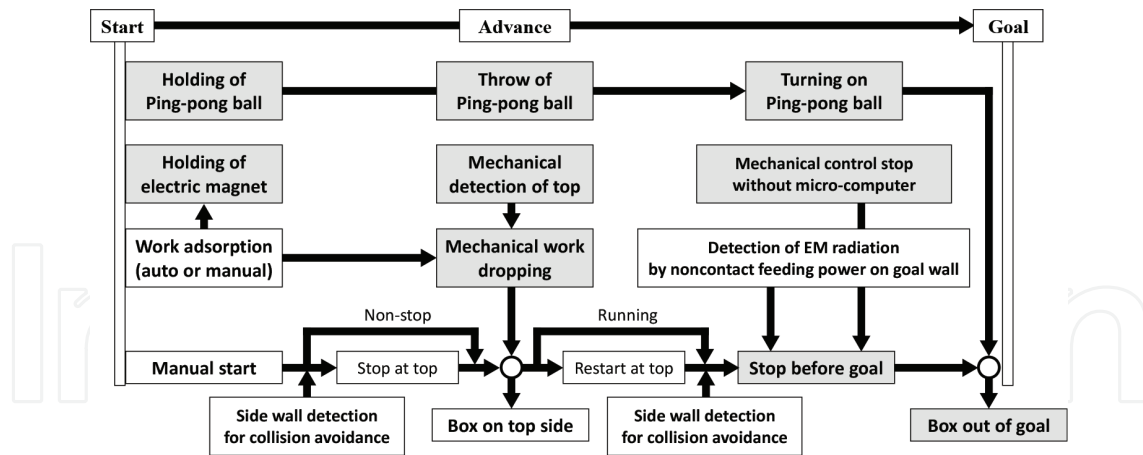 Start
Advance
Goal
Holding of
Ping-pong ball
Throw of
Ping-pong ball
Turning on
Ping-pong ball
Holding of
electric magnet
Mechanical
detection of top
Mechanical control stop
without micro-computer
Work adsorption
(auto or manual)
Mechanical work
dropping
Detection of EM radiation
by noncontact feeding power on goal wall
Non-stop
Running
Manual start
Stop at top
Restart at top
Stop before goal
Side wall detection
for collision avoidance
Box on top side
Side wall detection
for collision avoidance
Box out of goal